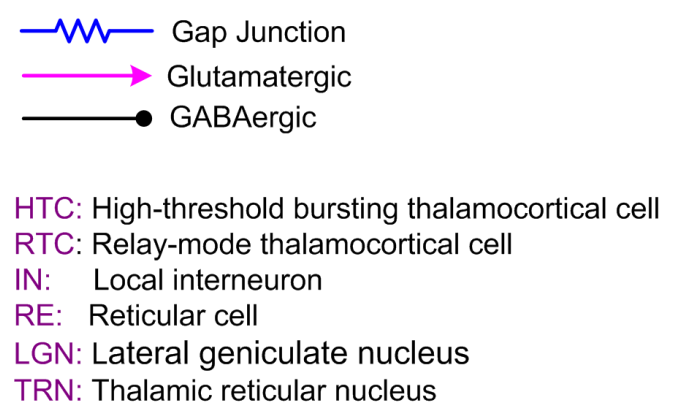 Gap Junction
Glutamatergic
GABAergic
HTC: High-threshold bursting thalamocortical cell
RTC: Relay-mode thalamocortical cell
IN: Local interneuron
RE: Reticular cell
LGN: Lateral geniculate nucleus
TRN: Thalamic reticular nucleus